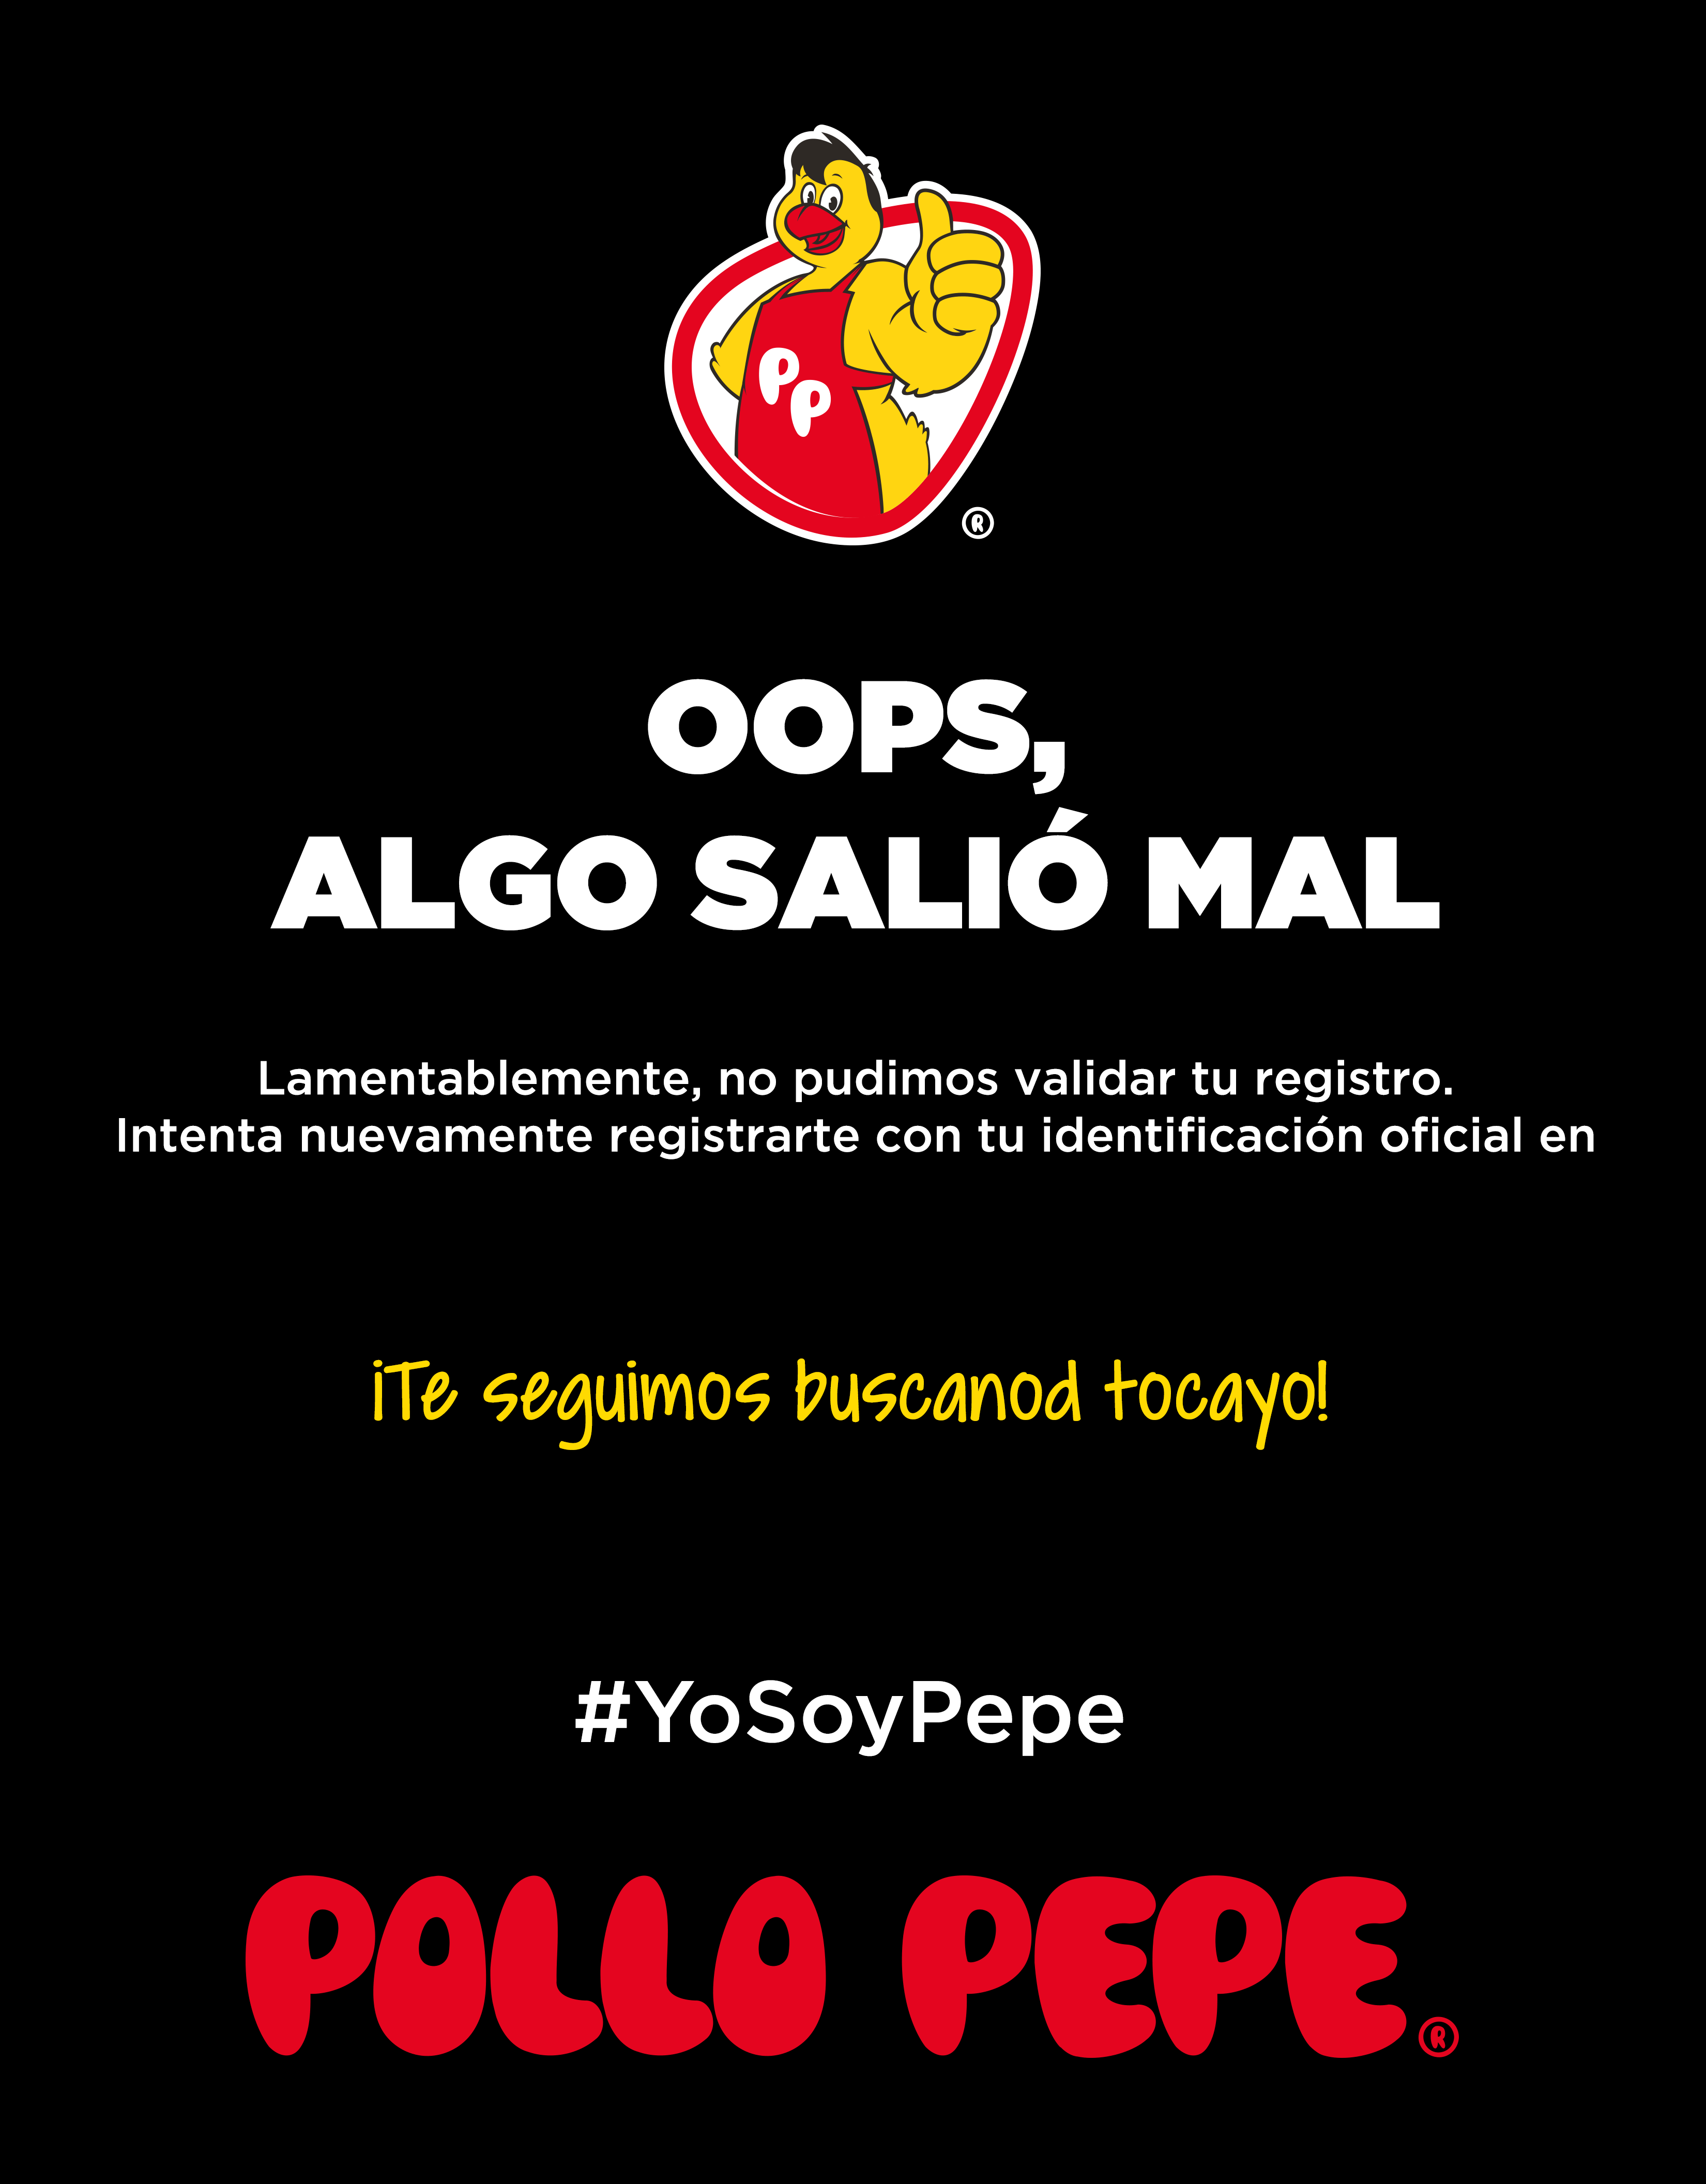 PP
®
OOPS,
ALGO SALIÓ MAL
Lamentablemente, no pudimos validar tu registro.
Intenta nuevamente registrarte con tu identificación oficial en
¡Te seguimos buscanod tocayo!
#YoSoyPepe
POLLO PEPE®